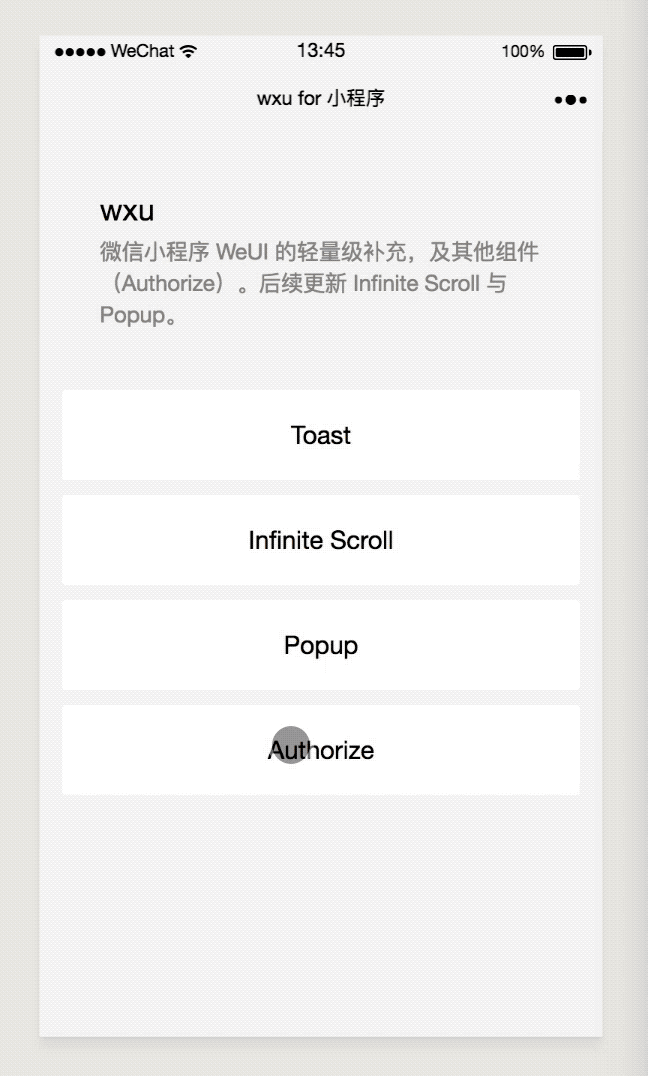 WeChat 13:45 100%
wxu for 小程序
wxu
微信小程序 WeUI 的轻量级补充，及其他组件
（Authorize）。后续更新 Infinite Scroll 与
Popup。
Toast
Infinite Scroll
Popup
Authorize